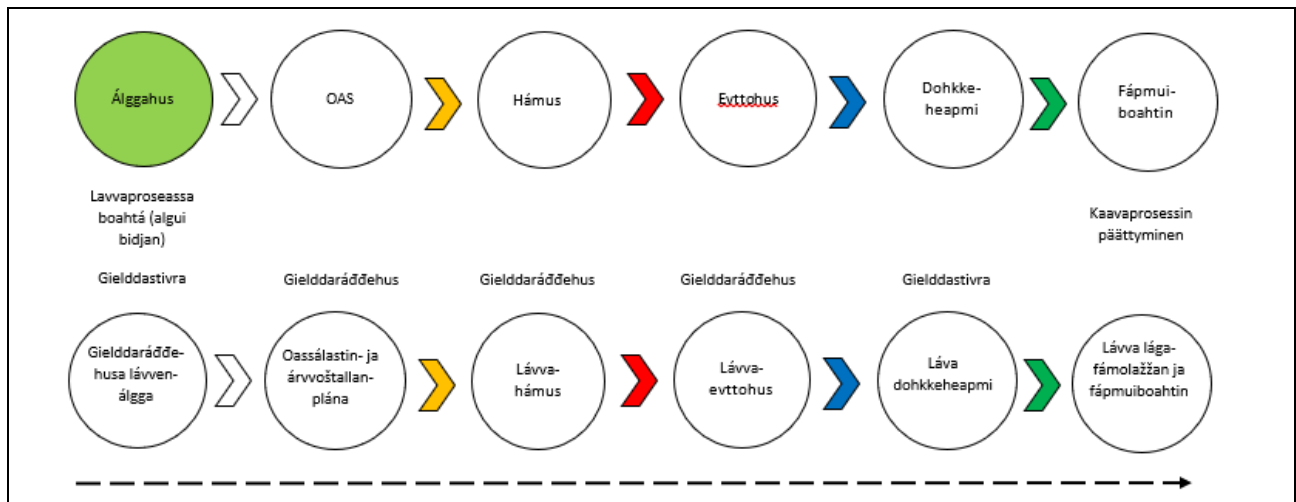 Álggahus
OAS
Hámus
Evttohus
Dohkke-
heapmi
Fápmui-
boahtin
Lavvaproseassa
boahtá (algui
bidjan)
Kaavaprosessin
päättyminen
Gielddastivra
Gielddaráđđehus
Gielddaráđđehus
Gielddaráđđehus
Gielddastivra
Gielddaráđđe-
husa lávven-
álgga
Oassálastin- ja
árvvoštallan-
plána
Lávva-
hámus
Lávva-
evttohus
Láva
dohkkeheapmi
Lávva lága-
fámolažžan ja
fápmuiboahtin